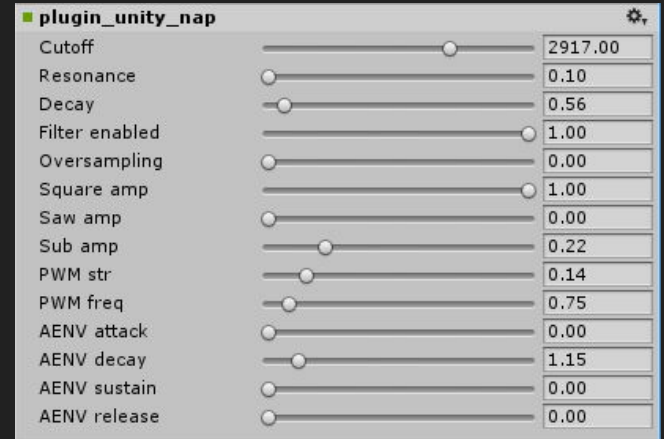 plugin_unity_nap
Cutoff 2917.00
Resonance 0.10
Decay 0.56
Filter enabled 1.00
Oversampling 0.00
Square amp 1.00
Saw amp 0.00
Sub amp 0.22
PWM str 0.14
PWM freq 0.75
AENV attack 0.00
AENV decay 1.15
AENV sustain 0.00
AENV release 0.00